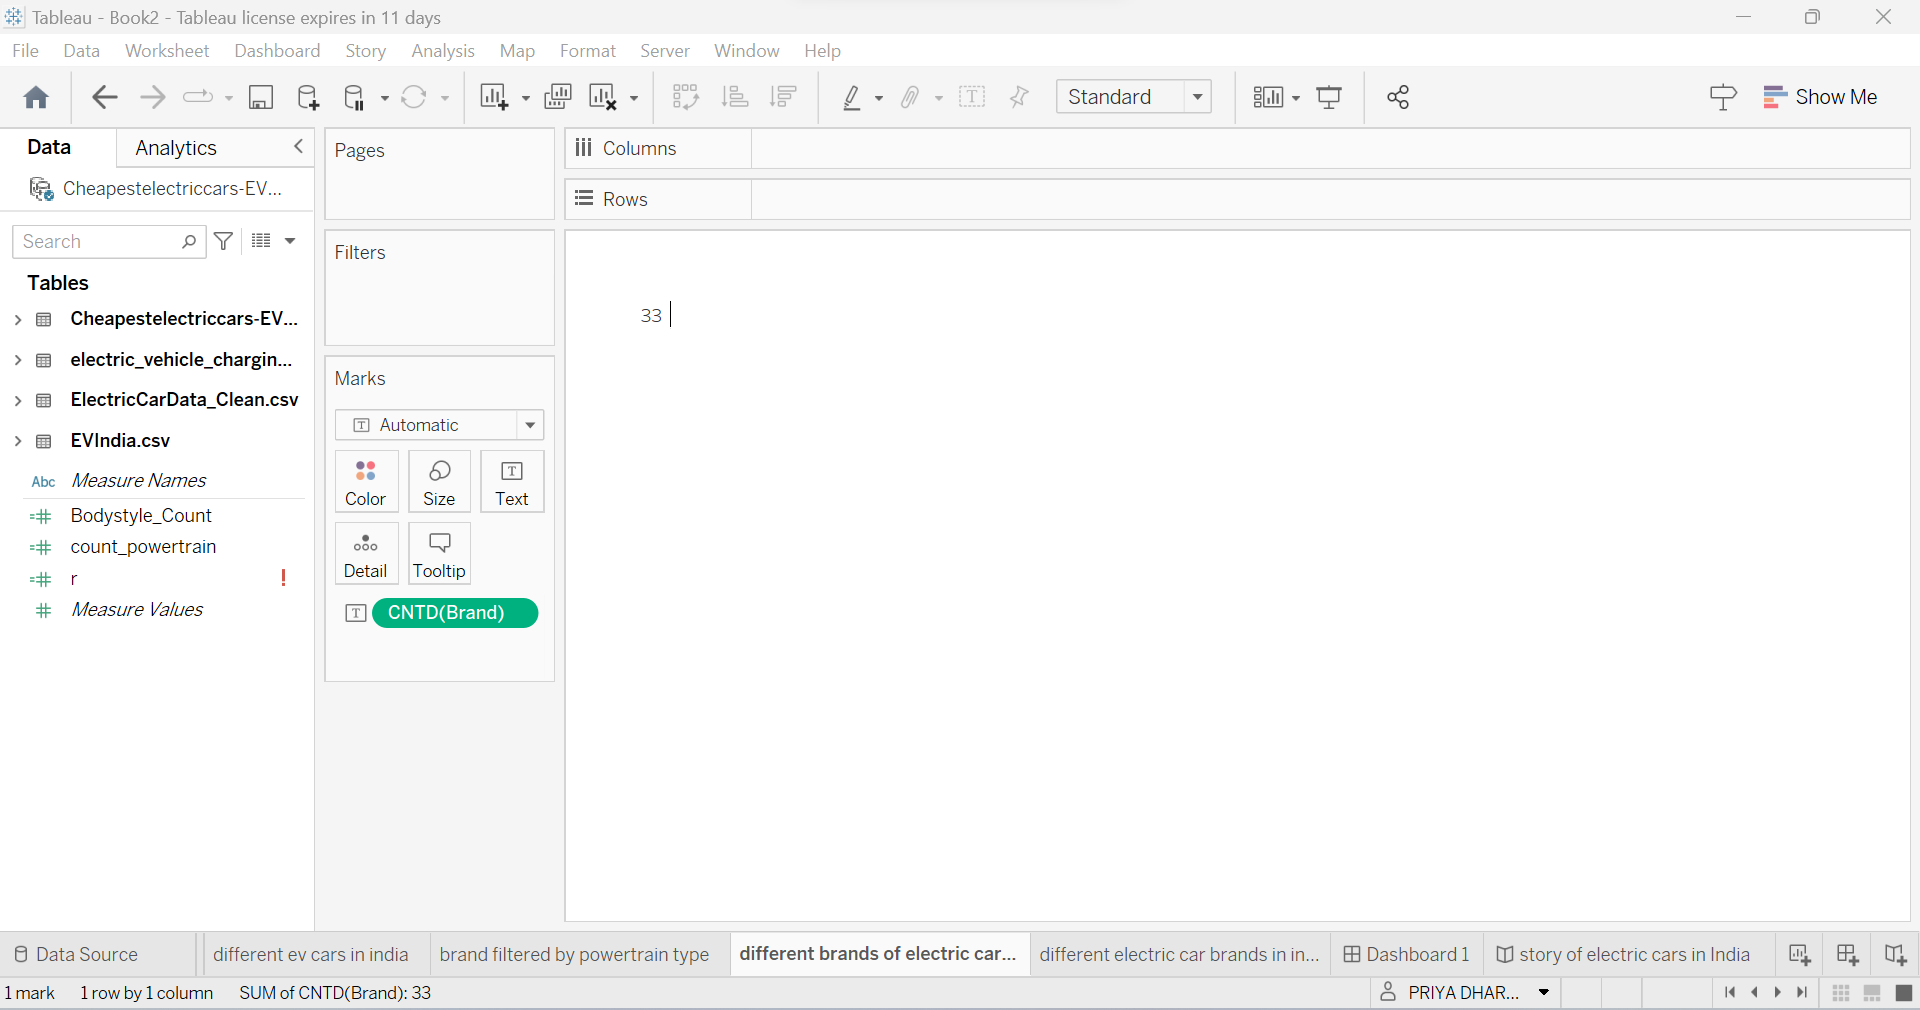 Tableau - Book2 - Tableau license expires in 11 days
File Data Worksheet Dashboard Story Analysis Map Format Server Window Help
Standard
Show Me
Data Analytics
Cheapestelectriccars-EV...
Search
Tables
Cheapestelectriccars-EV...
electric_vehicle_chargin...
ElectricCarData_Clean.csv
EVIndia.csv
Abc Measure Names
Bodystyle_Count
count_powertrain
r !
Measure Values
Pages
Filters
Marks
Automatic
Color Size Text
Detail Tooltip
CNTD(Brand)
Columns
Rows
33
Data Source different ev cars in india brand filtered by powertrain type different brands of electric car... different electric car brands in in... Dashboard 1 story of electric cars in India
1 mark 1 row by 1 column SUM of CNTD(Brand): 33 PRIYA DHAR...